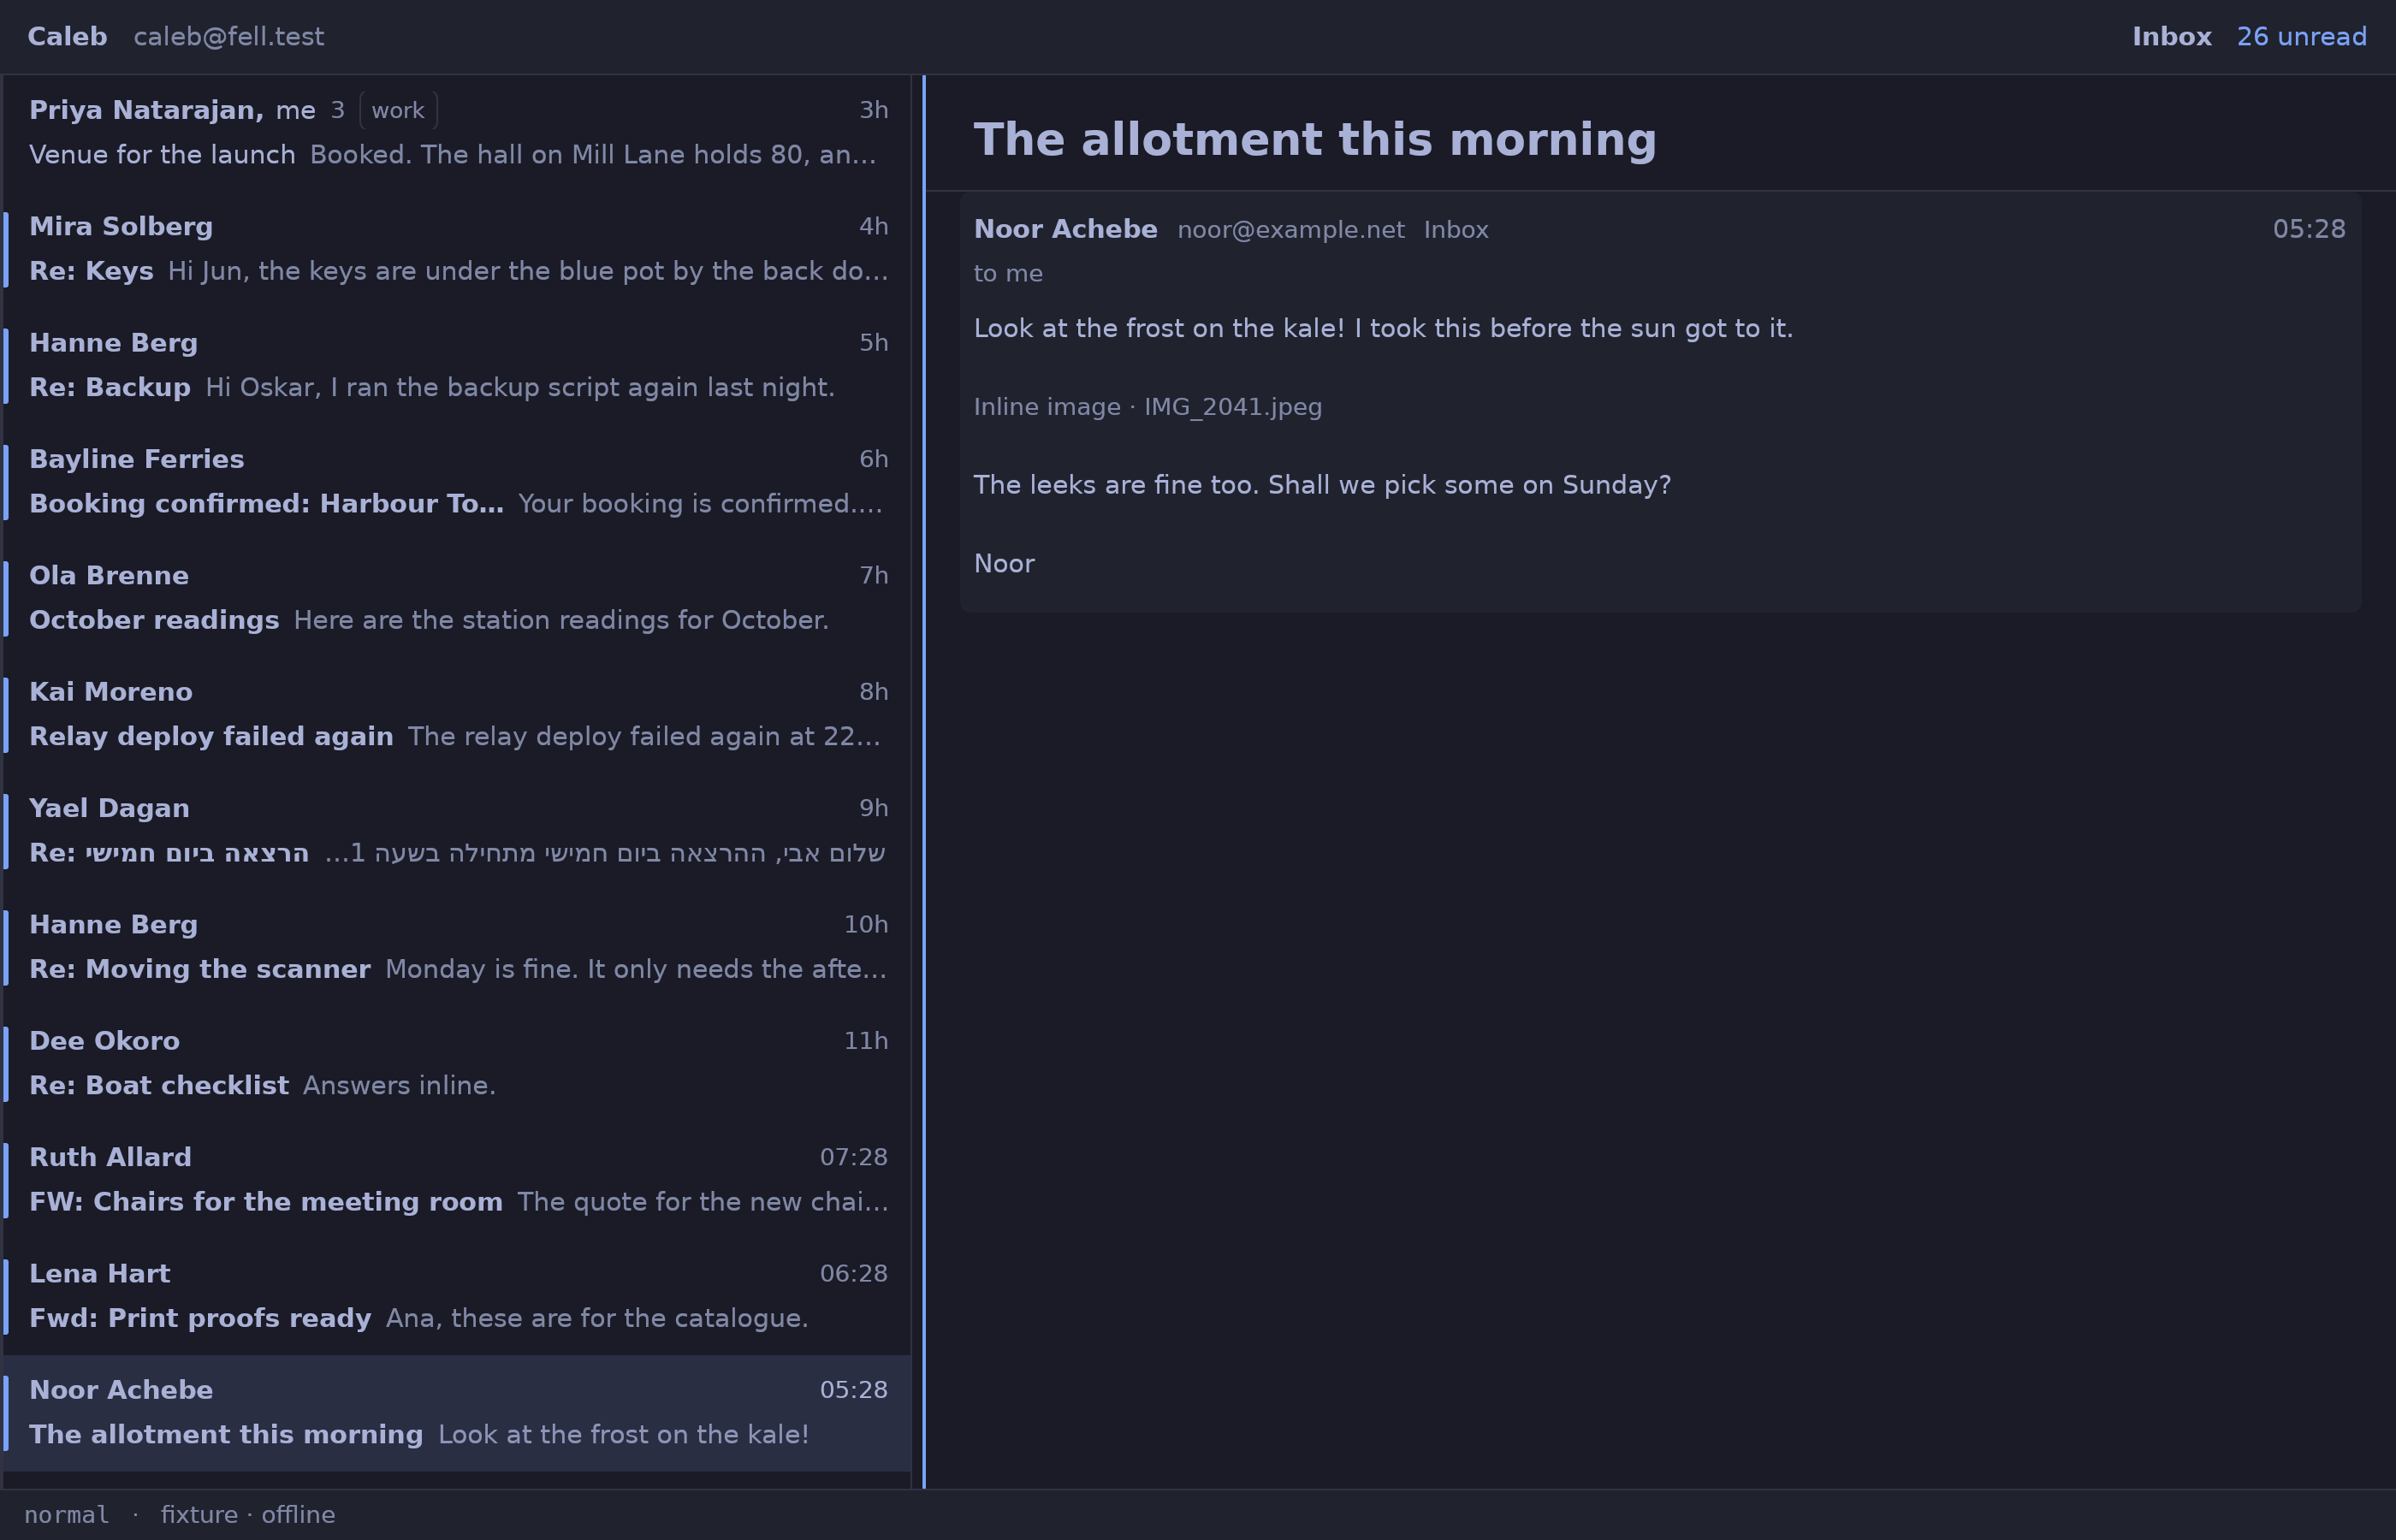 Caleb caleb@fell.test Inbox 26 unread
Priya Natarajan, me 3 work 3h
Venue for the launch Booked. The hall on Mill Lane holds 80, an…
Mira Solberg 4h
Re: Keys Hi Jun, the keys are under the blue pot by the back do…
Hanne Berg 5h
Re: Backup Hi Oskar, I ran the backup script again last night.
Bayline Ferries 6h
Booking confirmed: Harbour To… Your booking is confirmed.…
Ola Brenne 7h
October readings Here are the station readings for October.
Kai Moreno 8h
Relay deploy failed again The relay deploy failed again at 22…
Yael Dagan 9h
Re: הרצאה ביום חמישי שלום אבי, ההרצאה ביום חמישי מתחילה בשעה 1…
Hanne Berg 10h
Re: Moving the scanner Monday is fine. It only needs the afte…
Dee Okoro 11h
Re: Boat checklist Answers inline.
Ruth Allard 07:28
FW: Chairs for the meeting room The quote for the new chai…
Lena Hart 06:28
Fwd: Print proofs ready Ana, these are for the catalogue.
Noor Achebe 05:28
The allotment this morning Look at the frost on the kale!
The allotment this morning
Noor Achebe noor@example.net Inbox 05:28
to me
Look at the frost on the kale! I took this before the sun got to it.
Inline image · IMG_2041.jpeg
The leeks are fine too. Shall we pick some on Sunday?
Noor
normal · fixture · offline